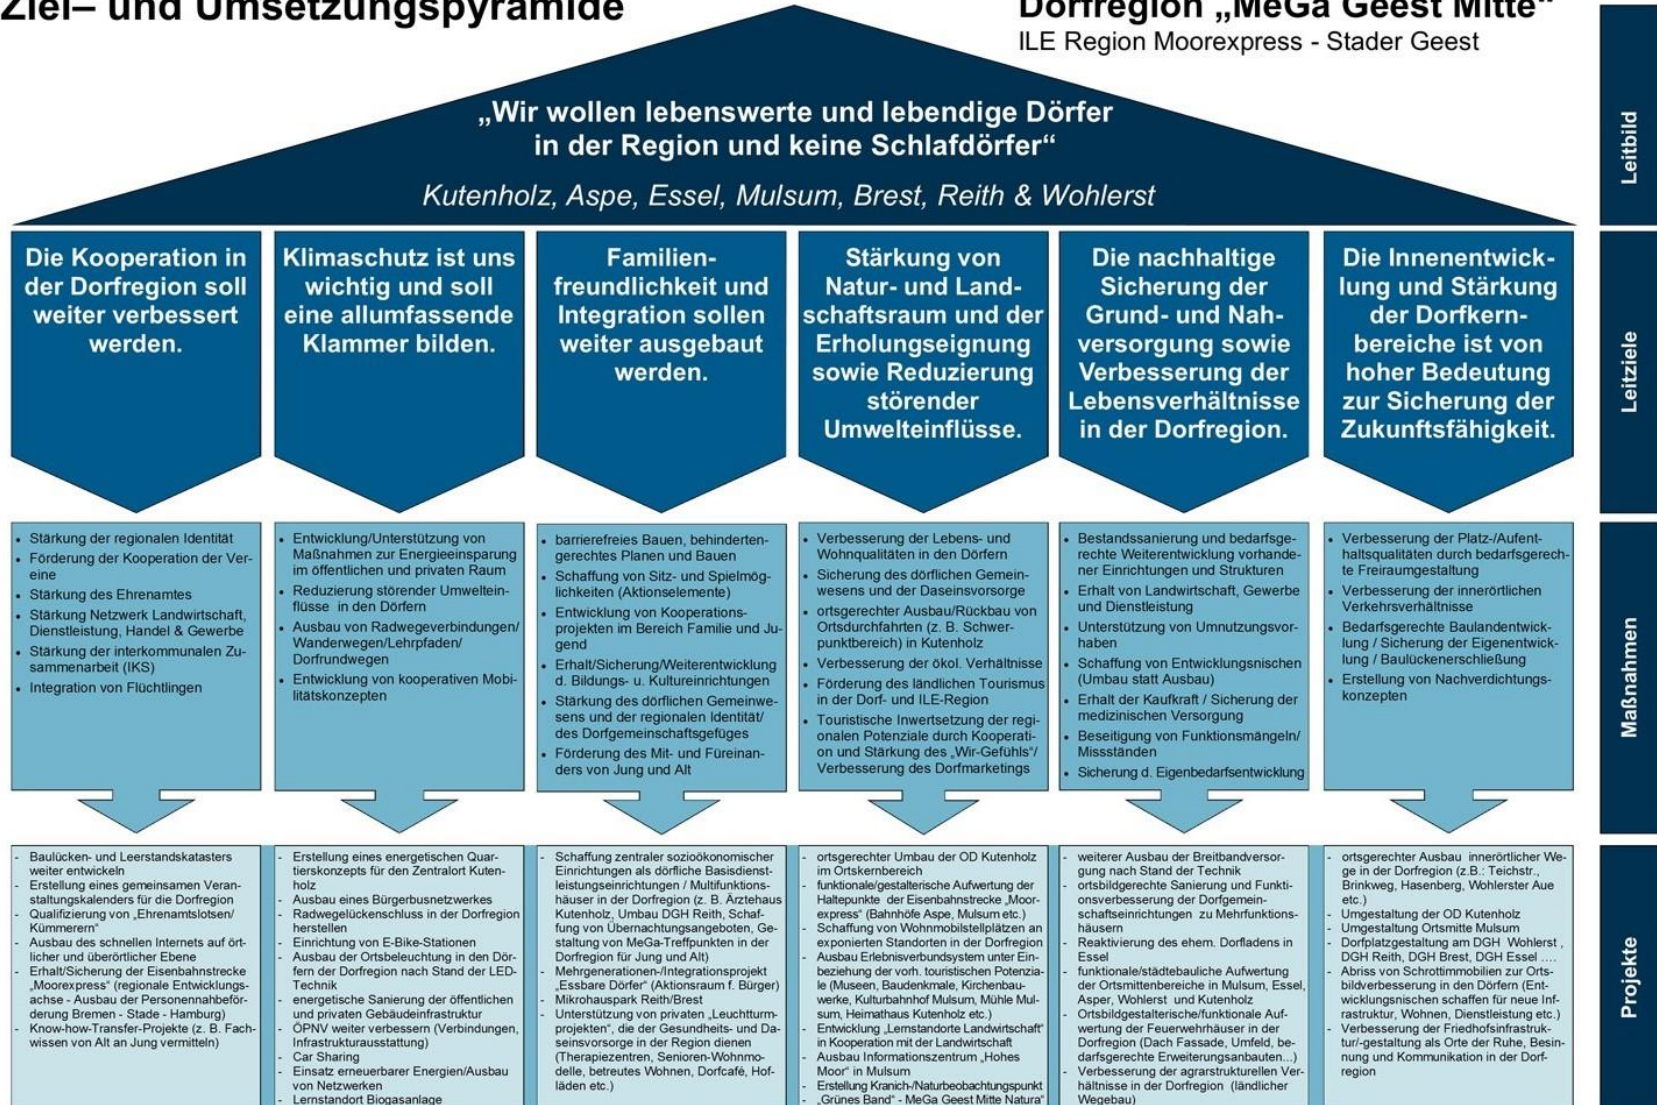 Ziel– und Umsetzungspyramide
Dorfregion „MeGa Geest Mitte“
ILE Region Moorexpress - Stader Geest
„Wir wollen lebenswerte und lebendige Dörfer
in der Region und keine Schlafdörfer“
Kutenholz, Aspe, Essel, Mulsum, Brest, Reith & Wohlerst
Leitbild
Die Kooperation in
der Dorfregion soll
weiter verbessert
werden.
Klimaschutz ist uns
wichtig und soll
eine allumfassende
Klammer bilden.
Familien-
freundlichkeit und
Integration sollen
weiter ausgebaut
werden.
Stärkung von
Natur- und Land-
schaftsraum und der
Erholungseignung
sowie Reduzierung
störender
Umwelteinflüsse.
Die nachhaltige
Sicherung der
Grund- und Nah-
versorgung sowie
Verbesserung der
Lebensverhältnisse
in der Dorfregion.
Die Innenentwick-
lung und Stärkung
der Dorfkern-
bereiche ist von
hoher Bedeutung
zur Sicherung der
Zukunftsfähigkeit.
Leitziele
• Stärkung der regionalen Identität
• Förderung der Kooperation der Ver-
eine
• Stärkung des Ehrenamtes
• Stärkung Netzwerk Landwirtschaft,
Dienstleistung, Handel & Gewerbe
• Stärkung der interkommunalen Zu-
sammenarbeit (IKS)
• Integration von Flüchtlingen
• Entwicklung/Unterstützung von
Maßnahmen zur Energieeinsparung
im öffentlichen und privaten Raum
• Reduzierung störender Umweltein-
flüsse in den Dörfern
• Ausbau von Radwegeverbindungen/
Wanderwegen/Lehrpfaden/
Dorfrundwegen
• Entwicklung von kooperativen Mobi-
litätskonzepten
• barrierefreies Bauen, behinderten-
gerechtes Planen und Bauen
• Schaffung von Sitz- und Spielmög-
lichkeiten (Aktionselemente)
• Entwicklung von Kooperations-
projekten im Bereich Familie und Ju-
gend
• Erhalt/Sicherung/Weiterentwicklung
d. Bildungs- u. Kultureinrichtungen
• Stärkung des dörflichen Gemeinwe-
sens und der regionalen Identität/
des Dorfgemeinschaftsgefüges
• Förderung des Mit- und Füreinan-
ders von Jung und Alt
• Verbesserung der Lebens- und
Wohnqualitäten in den Dörfern
• Sicherung des dörflichen Gemein-
wesens und der Daseinsvorsorge
• ortsgerechter Ausbau/Rückbau von
Ortsdurchfahrten (z. B. Schwer-
punktbereich) in Kutenholz
• Verbesserung der ökol. Verhältnisse
• Förderung des ländlichen Tourismus
in der Dorf- und ILE-Region
• Touristische Inwertsetzung der regi-
onalen Potenziale durch Kooperati-
on und Stärkung des „Wir-Gefühls“/
Verbesserung des Dorfmarketings
• Bestandssanierung und bedarfsge-
rechte Weiterentwicklung vorhande-
ner Einrichtungen und Strukturen
• Erhalt von Landwirtschaft, Gewerbe
und Dienstleistung
• Unterstützung von Umnutzungsvor-
haben
• Schaffung von Entwicklungsnischen
(Umbau statt Ausbau)
• Erhalt der Kaufkraft / Sicherung der
medizinischen Versorgung
• Beseitigung von Funktionsmängeln/
Missständen
• Sicherung d. Eigenbedarfsentwicklung
• Verbesserung der Platz-/Aufent-
haltsqualitäten durch bedarfsgerech-
te Freiraumgestaltung
• Verbesserung der innerörtlichen
Verkehrsverhältnisse
• Bedarfsgerechte Baulandentwick-
lung / Sicherung der Eigenentwick-
lung / Baulückenerschließung
• Erstellung von Nachverdichtungs-
konzepten
Maßnahmen
- Baulücken- und Leerstandskatasters
weiter entwickeln
- Erstellung eines gemeinsamen Veran-
staltungskalenders für die Dorfregion
- Qualifizierung von „Ehrenamtslotsen/
Kümmerern“
- Ausbau des schnellen Internets auf ört-
licher und überörtlicher Ebene
- Erhalt/Sicherung der Eisenbahnstrecke
„Moorexpress“ (regionale Entwicklungs-
achse - Ausbau der Personennahbeför-
derung Bremen - Stade - Hamburg)
- Know-how-Transfer-Projekte (z. B. Fach-
wissen von Alt an Jung vermitteln)
- Erstellung eines energetischen Quar-
tierskonzepts für den Zentralort Kuten-
holz
- Ausbau eines Bürgerbusnetzwerkes
- Radwegelückenschluss in der Dorfregion
herstellen
- Einrichtung von E-Bike-Stationen
- Ausbau der Ortsbeleuchtung in den Dör-
fern der Dorfregion nach Stand der LED-
Technik
- energetische Sanierung der öffentlichen
und privaten Gebäudeinfrastruktur
- ÖPNV weiter verbessern (Verbindungen,
Infrastrukturausstattung)
- Car Sharing
- Einsatz erneuerbarer Energien/Ausbau
von Netzwerken
- Lernstandort Biogasanlage
- Schaffung zentraler sozioökonomischer
Einrichtungen als dörfliche Basisdienst-
leistungseinrichtungen / Multifunktions-
häuser in der Dorfregion (z. B. Ärztehaus
Kutenholz, Umbau DGH Reith, Schaf-
fung von Übernachtungsangeboten, Ge-
staltung von MeGa-Treffpunkten in der
Dorfregion für Jung und Alt)
- Mehrgenerationen-/Integrationsprojekt
„Essbare Dörfer“ (Aktionsraum f. Bürger)
- Mikrohauspark Reith/Brest
- Unterstützung von privaten „Leuchtturm-
projekten“, die der Gesundheits- und Da-
seinsvorsorge in der Region dienen
(Therapiezentren, Senioren-Wohnmo-
delle, betreutes Wohnen, Dorfcafé, Hof-
läden etc.)
- ortsgerechter Umbau der OD Kutenholz
im Ortskernbereich
- funktionale/gestalterische Aufwertung der
Haltepunkte der Eisenbahnstrecke „Moor-
express“ (Bahnhöfe Aspe, Mulsum etc.)
- Schaffung von Wohnmobilstellplätzen an
exponierten Standorten in der Dorfregion
- Ausbau Erlebnisverbundsystem unter Ein-
beziehung der vorh. touristischen Potenzia-
le (Museen, Baudenkmale, Kirchenbau-
werke, Kulturbahnhof Mulsum, Mühle Mul-
sum, Heimathaus Kutenholz etc.)
- Entwicklung „Lernstandorte Landwirtschaft“
in Kooperation mit der Landwirtschaft
- Ausbau Informationszentrum „Hohes
Moor“ in Mulsum
- Erstellung Kranich-/Naturbeobachtungspunkt
- „Grünes Band“ - MeGa Geest Mitte Natura“
- weiterer Ausbau der Breitbandversor-
gung nach Stand der Technik
- ortsbildgerechte Sanierung und Funkti-
onsverbesserung der Dorfgemein-
schaftseinrichtungen zu Mehrfunktions-
häusern
- Reaktivierung des ehem. Dorfladens in
Essel
- funktionale/städtebauliche Aufwertung
der Ortsmittenbereiche in Mulsum, Essel,
Asper, Wohlerst und Kutenholz
- Ortsbildgestalterische/funktionale Auf-
wertung der Feuerwehrhäuser in der
Dorfregion (Dach Fassade, Umfeld, be-
darfsgerechte Erweiterungsanbauten...)
- Verbesserung der agrarstrukturellen Ver-
hältnisse in der Dorfregion (ländlicher
Wegebau)
- ortsgerechter Ausbau innerörtlicher We-
ge in der Dorfregion (z.B.: Teichstr.,
Brinkweg, Hasenberg, Wohlerster Aue
etc.)
- Umgestaltung der OD Kutenholz
- Umgestaltung Ortsmitte Mulsum
- Dorfplatzgestaltung am DGH Wohlerst ,
DGH Reith, DGH Brest, DGH Essel ....
- Abriss von Schrottimmobilien zur Orts-
bildverbesserung in den Dörfern (Ent-
wicklungsnischen schaffen für neue Inf-
rastruktur, Wohnen, Dienstleistung etc.)
- Verbesserung der Friedhofsinfrastruk-
tur/-gestaltung als Orte der Ruhe, Besin-
nung und Kommunikation in der Dorf-
region
Projekte